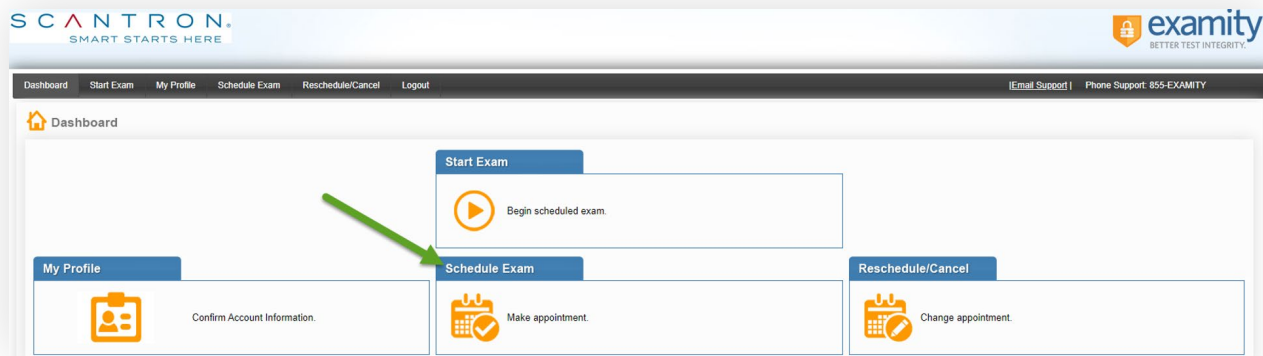 SCANTRON®
SMART STARTS HERE
examity
BETTER TEST INTEGRITY.
Dashboard Start Exam My Profile Schedule Exam Reschedule/Cancel Logout |Email Support| Phone Support: 855-EXAMITY
Dashboard
Start Exam
Begin scheduled exam.
My Profile
Confirm Account Information.
Schedule Exam
Make appointment.
Reschedule/Cancel
Change appointment.